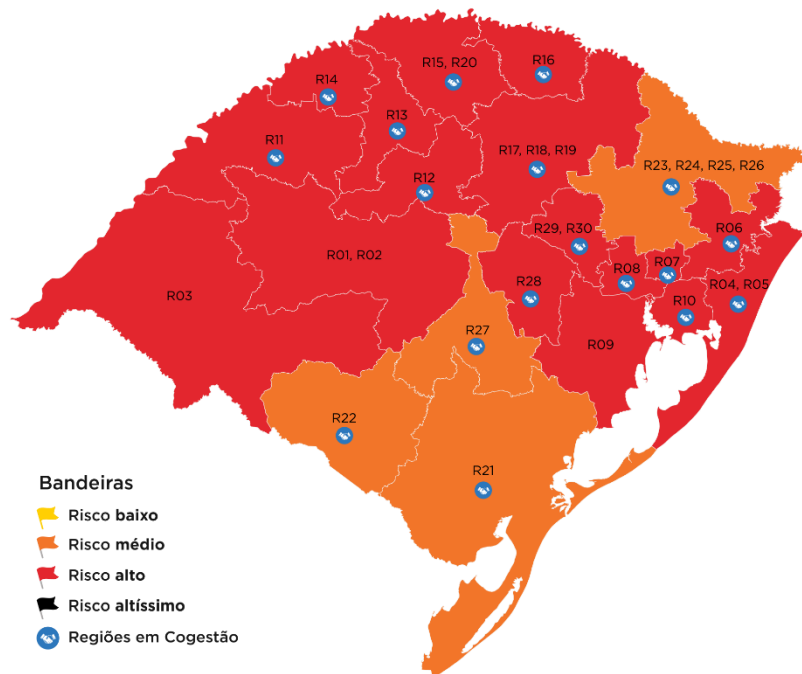 R16
R15, R20
R14
R13
R11
R17, R18, R19
R23, R24, R25, R26
R12
R29, R30
R06
R01, R02
R08
R07
R28
R04, R05
R03
R10
R27
R09
R22
R21
Bandeiras
Risco baixo
Risco médio
Risco alto
Risco altíssimo
Regiões em Cogestão